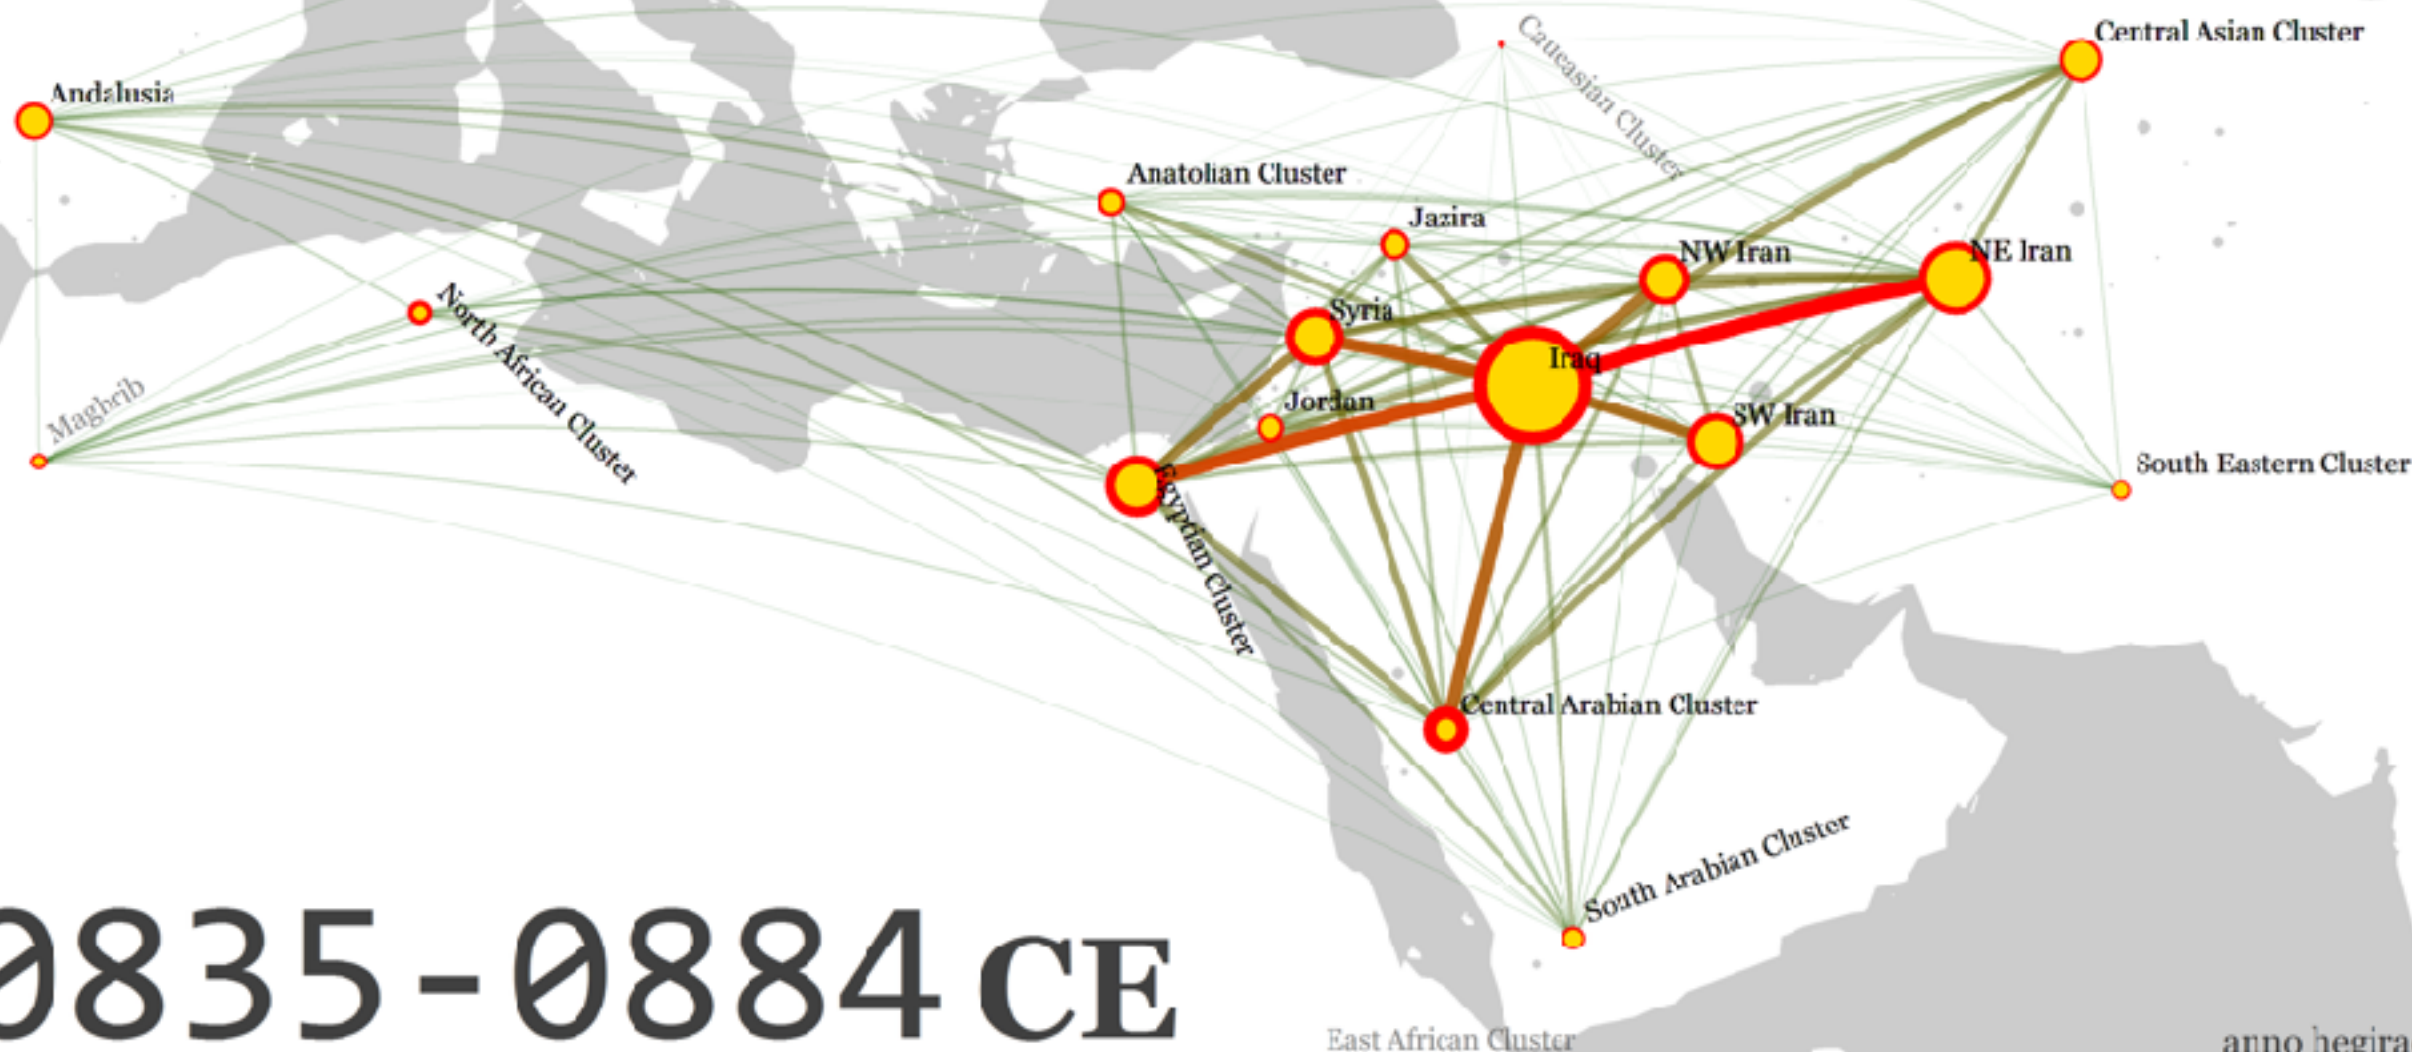 Central Asian Cluster
Caucasian Cluster
Andalusia
Anatolian Cluster
Jazira
NW Iran
NE Iran
Syria
North African Cluster
Iraq
Maghrib
Jordan
SW Iran
South Eastern Cluster
Egyptian Cluster
Central Arabian Cluster
South Arabian Cluster
0835-0884 CE
East African Cluster
anno hegira